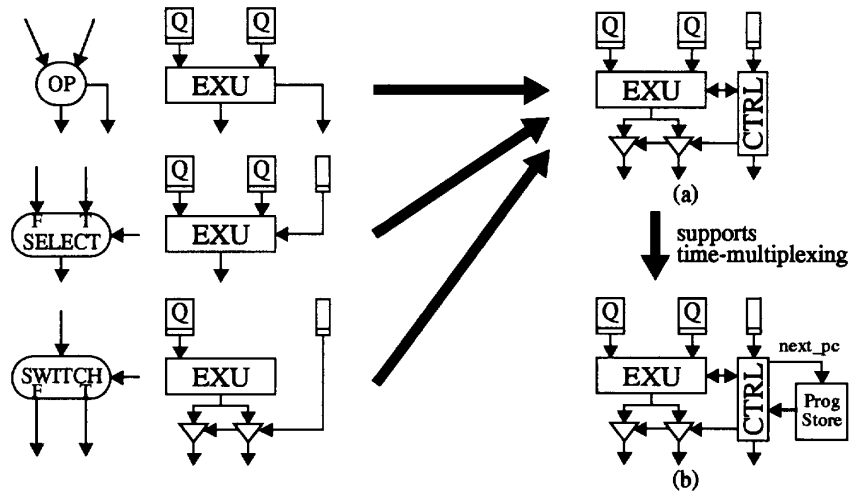 OP
Q Q
EXU
F T
SELECT
Q Q
EXU
SWITCH
F T
Q
EXU
Q Q
EXU
CTRL
(a)
supports
time-multiplexing
Q Q
EXU
CTRL
next_pc
Prog
Store
(b)